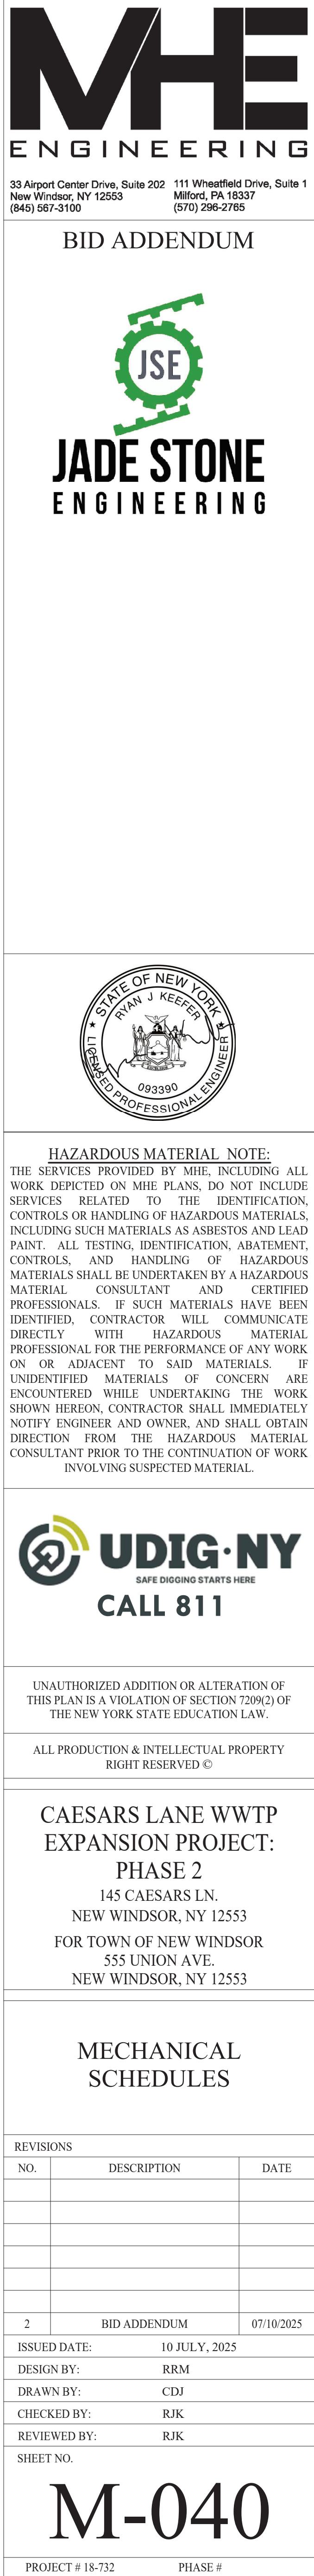 MHE
ENGINEERING
33 Airport Center Drive, Suite 202
New Windsor, NY 12553
(845) 567-3100
111 Wheatfield Drive, Suite 1
Milford, PA 18337
(570) 296-2765
BID ADDENDUM
JSE
JADE STONE
ENGINEERING
STATE OF NEW YORK
RYAN J KEEFER
093390
LICENSED PROFESSIONAL ENGINEER
HAZARDOUS MATERIAL NOTE:
THE SERVICES PROVIDED BY MHE, INCLUDING ALL
WORK DEPICTED ON MHE PLANS, DO NOT INCLUDE
SERVICES RELATED TO THE IDENTIFICATION,
CONTROLS OR HANDLING OF HAZARDOUS MATERIALS,
INCLUDING SUCH MATERIALS AS ASBESTOS AND LEAD
PAINT. ALL TESTING, IDENTIFICATION, ABATEMENT,
CONTROLS, AND HANDLING OF HAZARDOUS
MATERIALS SHALL BE UNDERTAKEN BY A HAZARDOUS
MATERIAL CONSULTANT AND CERTIFIED
PROFESSIONALS. IF SUCH MATERIALS HAVE BEEN
IDENTIFIED, CONTRACTOR WILL COMMUNICATE
DIRECTLY WITH HAZARDOUS MATERIAL
PROFESSIONAL FOR THE PERFORMANCE OF ANY WORK
ON OR ADJACENT TO SAID MATERIALS. IF
UNIDENTIFIED MATERIALS OF CONCERN ARE
ENCOUNTERED WHILE UNDERTAKING THE WORK
SHOWN HEREON, CONTRACTOR SHALL IMMEDIATELY
NOTIFY ENGINEER AND OWNER, AND SHALL OBTAIN
DIRECTION FROM THE HAZARDOUS MATERIAL
CONSULTANT PRIOR TO THE CONTINUATION OF WORK
INVOLVING SUSPECTED MATERIAL.
UDIG·NY
SAFE DIGGING STARTS HERE
CALL 811
UNAUTHORIZED ADDITION OR ALTERATION OF
THIS PLAN IS A VIOLATION OF SECTION 7209(2) OF
THE NEW YORK STATE EDUCATION LAW.
ALL PRODUCTION & INTELLECTUAL PROPERTY
RIGHT RESERVED ©
CAESARS LANE WWTP
EXPANSION PROJECT:
PHASE 2
145 CAESARS LN.
NEW WINDSOR, NY 12553
FOR TOWN OF NEW WINDSOR
555 UNION AVE.
NEW WINDSOR, NY 12553
MECHANICAL
SCHEDULES
REVISIONS
NO. DESCRIPTION DATE
2 BID ADDENDUM 07/10/2025
ISSUED DATE: 10 JULY, 2025
DESIGN BY: RRM
DRAWN BY: CDJ
CHECKED BY: RJK
REVIEWED BY: RJK
SHEET NO.
M-040
PROJECT # 18-732 PHASE #